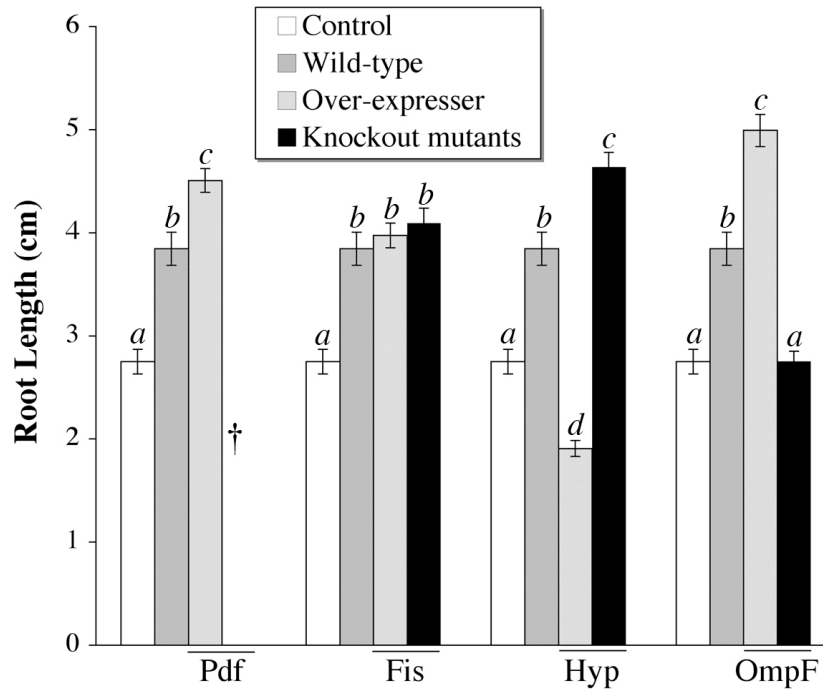 Control
Wild-type
Over-expresser
Knockout mutants
Root Length (cm)
6
5
4
3
2
1
0
a b c †
a b b b
a b d c
a b c a
Pdf Fis Hyp OmpF